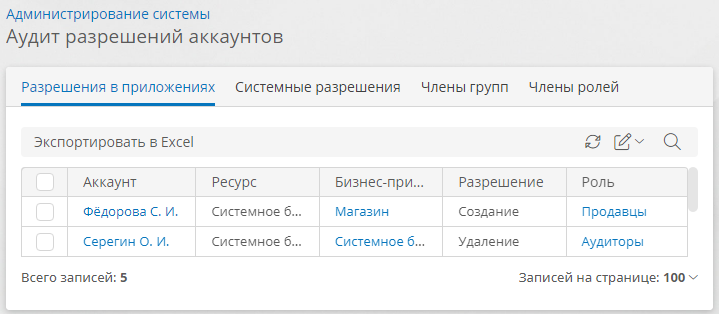 Администрирование системы
Аудит разрешений аккаунтов
Разрешения в приложениях Системные разрешения Члены групп Члены ролей
Экспортировать в Excel
Аккаунт Ресурс Бизнес-при... Разрешение Роль
Фёдорова С. И. Системное б... Магазин Создание Продавцы
Серегин О. И. Системное б... Системное б... Удаление Аудиторы
Всего записей: 5 Записей на странице: 100